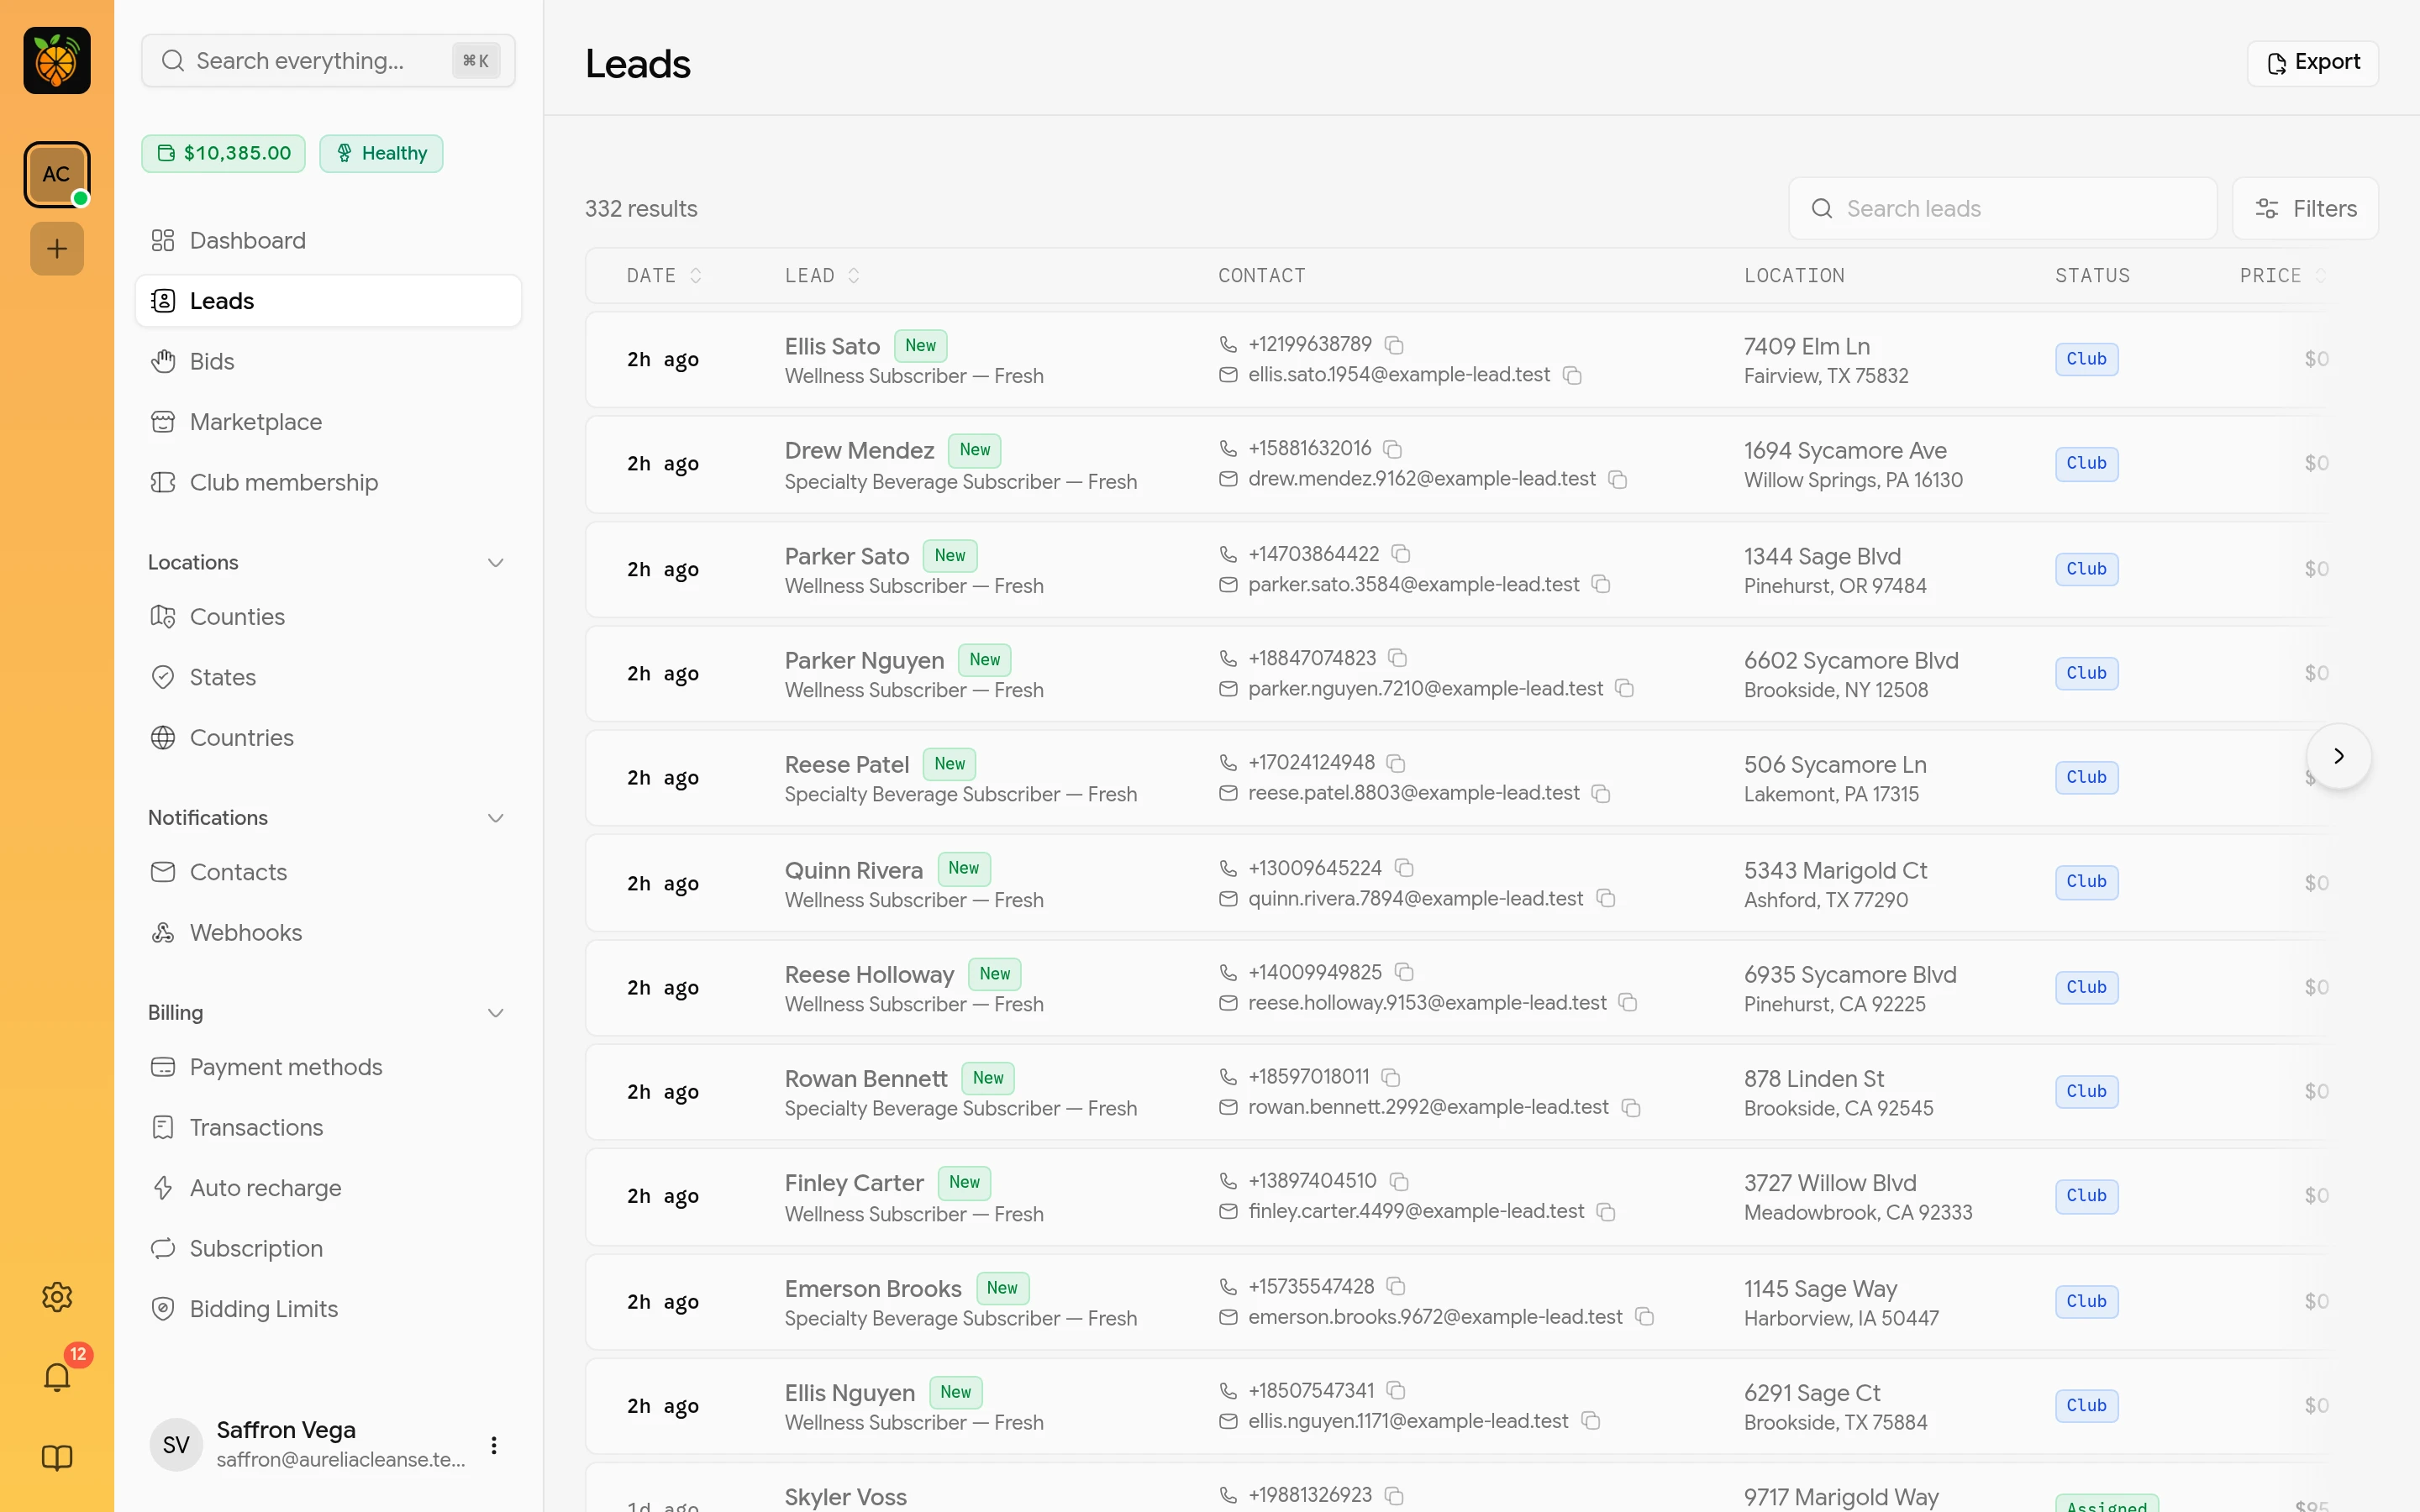 Search everything... ⌘K
$10,385.00 Healthy
AC
Dashboard
Leads
Bids
Marketplace
Club membership
Locations
Counties
States
Countries
Notifications
Contacts
Webhooks
Billing
Payment methods
Transactions
Auto recharge
Subscription
Bidding Limits
12
SV
Saffron Vega
saffron@aureliacleanse.te...
Leads
Export
332 results
Search leads
Filters
DATE LEAD CONTACT LOCATION STATUS PRICE
2h ago
Ellis Sato New
Wellness Subscriber — Fresh
+12199638789
ellis.sato.1954@example-lead.test
7409 Elm Ln
Fairview, TX 75832
Club
$0
2h ago
Drew Mendez New
Specialty Beverage Subscriber — Fresh
+15881632016
drew.mendez.9162@example-lead.test
1694 Sycamore Ave
Willow Springs, PA 16130
Club
$0
2h ago
Parker Sato New
Wellness Subscriber — Fresh
+14703864422
parker.sato.3584@example-lead.test
1344 Sage Blvd
Pinehurst, OR 97484
Club
$0
2h ago
Parker Nguyen New
Wellness Subscriber — Fresh
+18847074823
parker.nguyen.7210@example-lead.test
6602 Sycamore Blvd
Brookside, NY 12508
Club
$0
2h ago
Reese Patel New
Specialty Beverage Subscriber — Fresh
+17024124948
reese.patel.8803@example-lead.test
506 Sycamore Ln
Lakemont, PA 17315
Club
2h ago
Quinn Rivera New
Wellness Subscriber — Fresh
+13009645224
quinn.rivera.7894@example-lead.test
5343 Marigold Ct
Ashford, TX 77290
Club
$0
2h ago
Reese Holloway New
Wellness Subscriber — Fresh
+14009949825
reese.holloway.9153@example-lead.test
6935 Sycamore Blvd
Pinehurst, CA 92225
Club
$0
2h ago
Rowan Bennett New
Specialty Beverage Subscriber — Fresh
+18597018011
rowan.bennett.2992@example-lead.test
878 Linden St
Brookside, CA 92545
Club
$0
2h ago
Finley Carter New
Wellness Subscriber — Fresh
+13897404510
finley.carter.4499@example-lead.test
3727 Willow Blvd
Meadowbrook, CA 92333
Club
$0
2h ago
Emerson Brooks New
Specialty Beverage Subscriber — Fresh
+15735547428
emerson.brooks.9672@example-lead.test
1145 Sage Way
Harborview, IA 50447
Club
$0
2h ago
Ellis Nguyen New
Wellness Subscriber — Fresh
+18507547341
ellis.nguyen.1171@example-lead.test
6291 Sage Ct
Brookside, TX 75884
Club
$0
1d ago
Skyler Voss
+19881326923
9717 Marigold Way
Assigned
$95